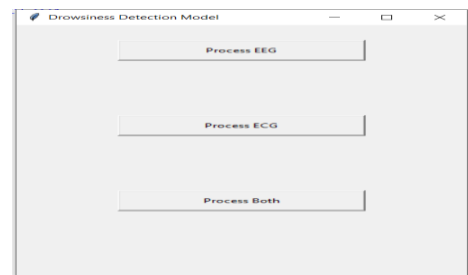 Drowsiness Detection Model
Process EEG
Process ECG
Process Both